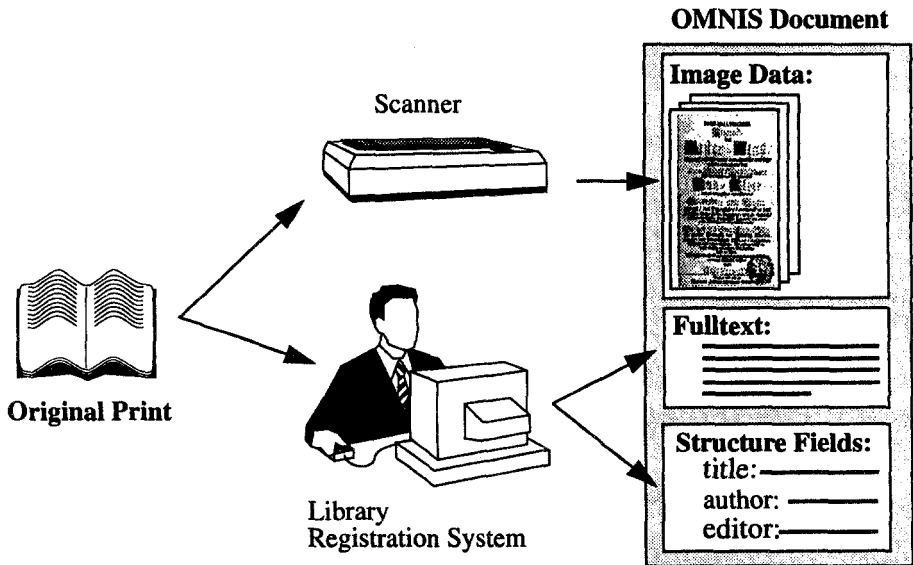 OMNIS Document
Image Data:
Scanner
Original Print
Fulltext:
Library
Registration System
Structure Fields:
title:
author:
editor: